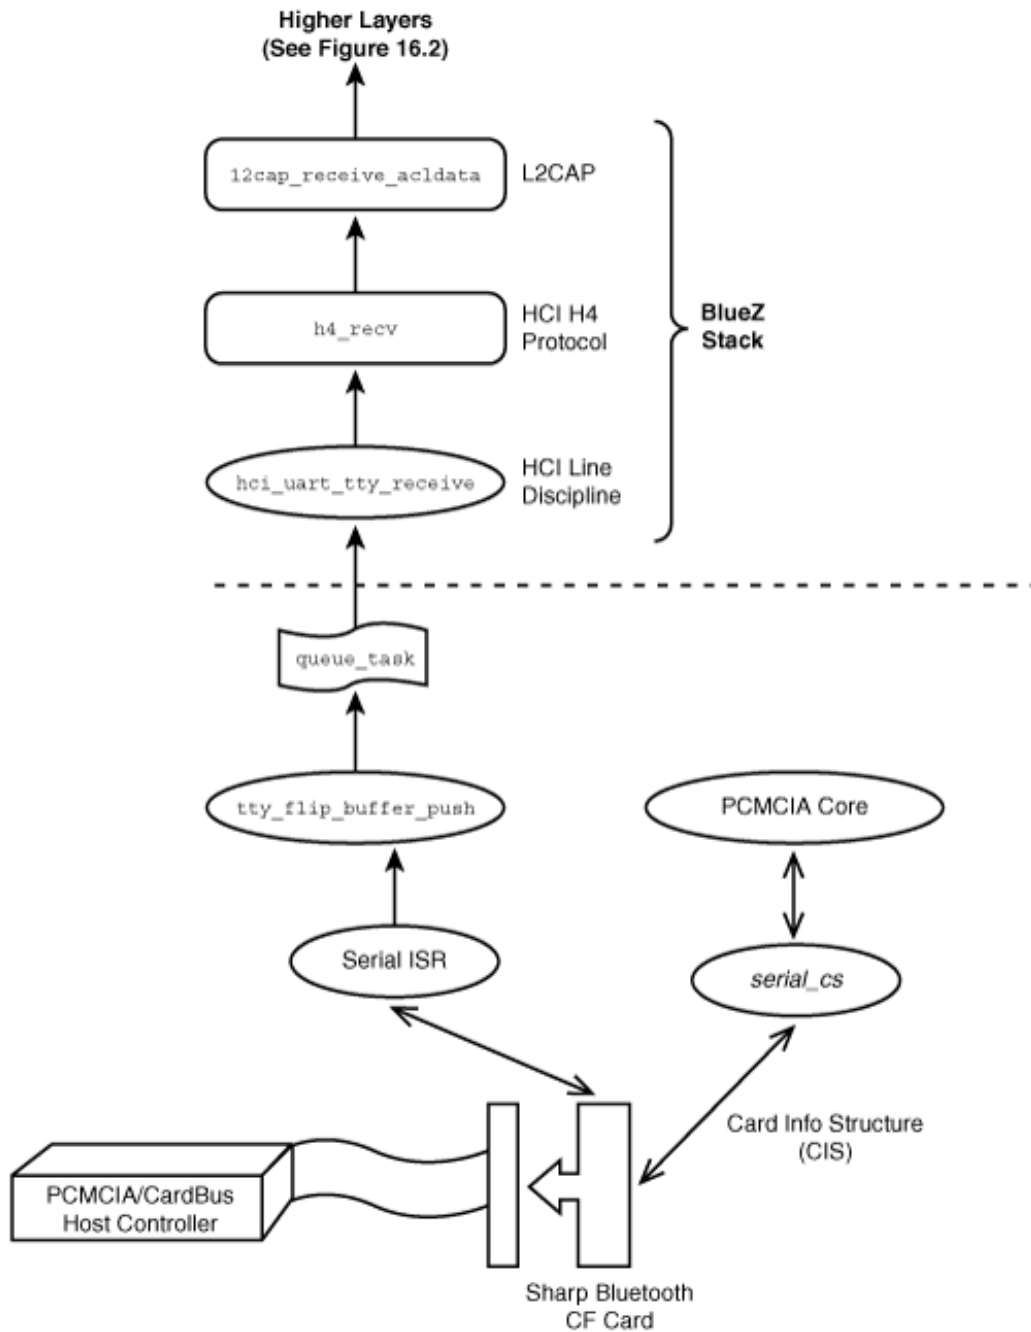 Higher Layers
(See Figure 16.2)
12cap_receive_acldata
L2CAP
h4_recv
HCI H4
Protocol
BlueZ
Stack
hci_uart_tty_receive
HCI Line
Discipline
queue_task
tty_flip_buffer_push
PCMCIA Core
Serial ISR
serial_cs
Card Info Structure
(CIS)
PCMCIA/CardBus
Host Controller
Sharp Bluetooth
CF Card